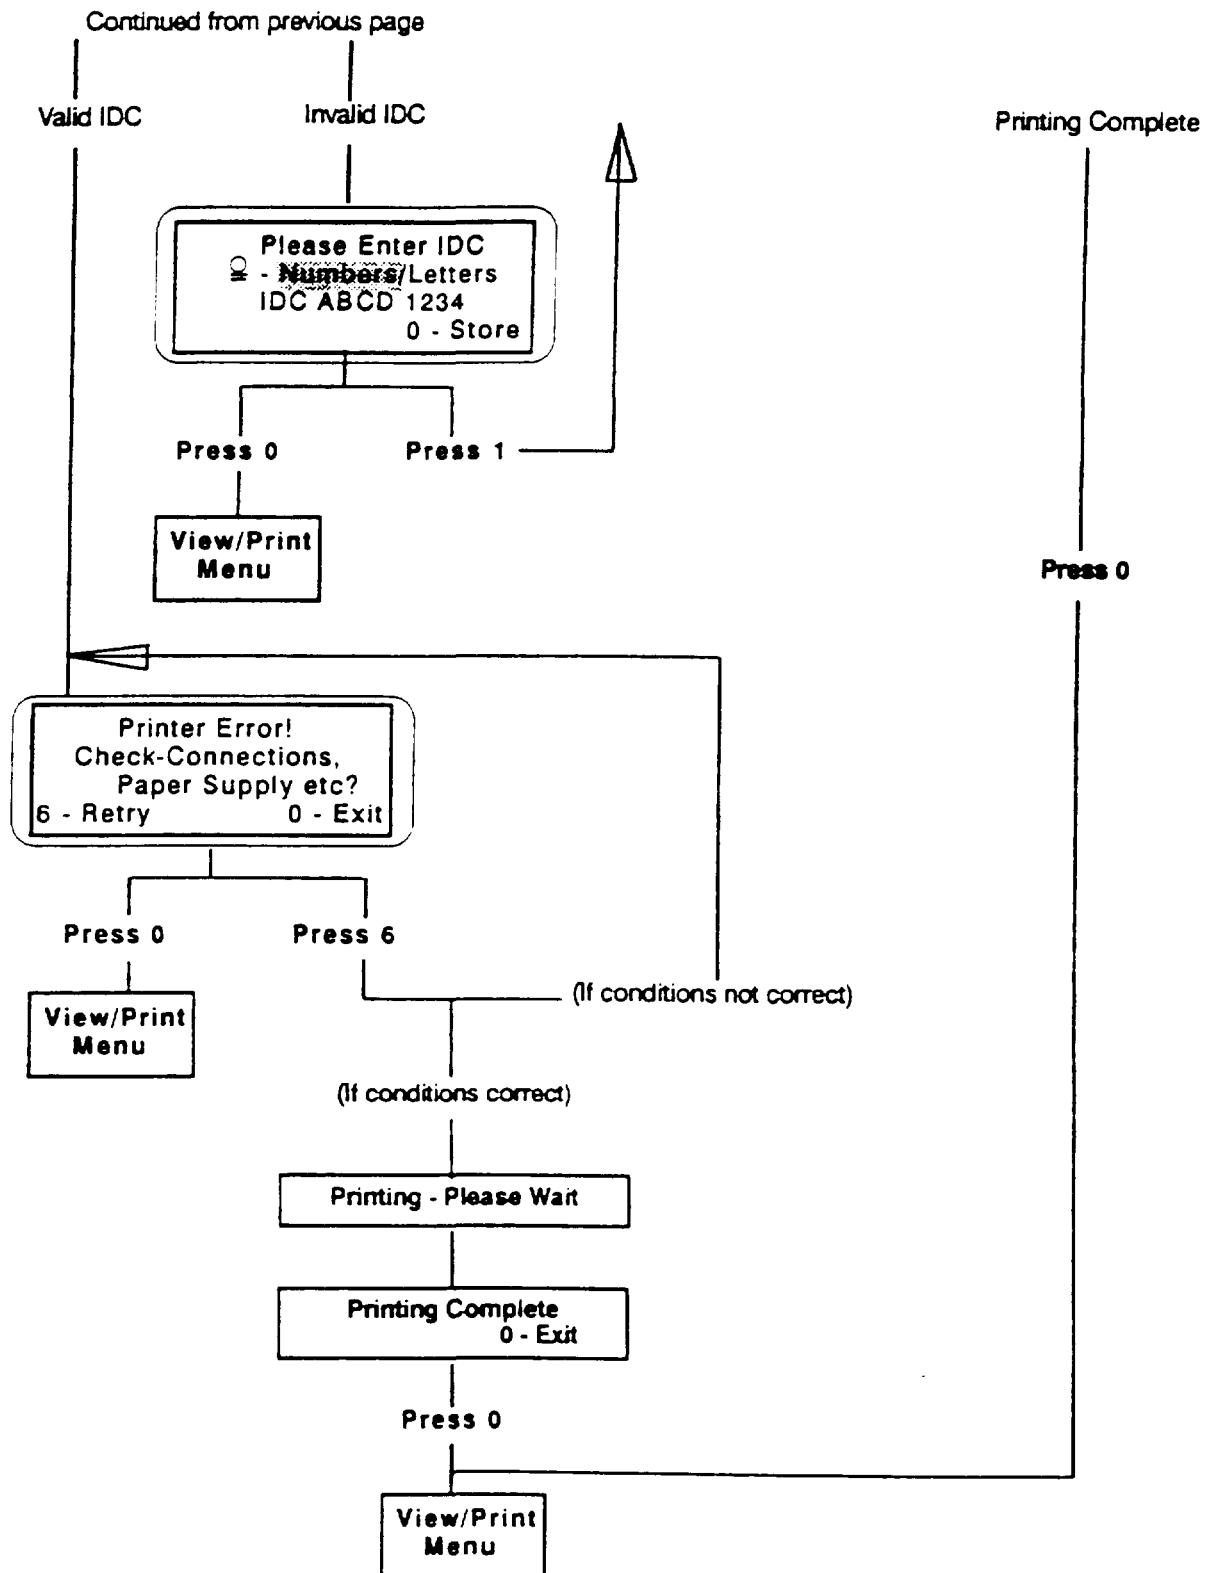 Continued from previous page
Valid IDC
Invalid IDC
Printing Complete
Please Enter IDC
- Numbers/Letters
IDC ABCD 1234
0 - Store
Press 0
Press 1
View/Print
Menu
Press 0
Printer Error!
Check-Connections,
Paper Supply etc?
6 - Retry 0 - Exit
Press 0
Press 6
View/Print
Menu
(If conditions not correct)
(If conditions correct)
Printing - Please Wait
Printing Complete
0 - Exit
Press 0
View/Print
Menu